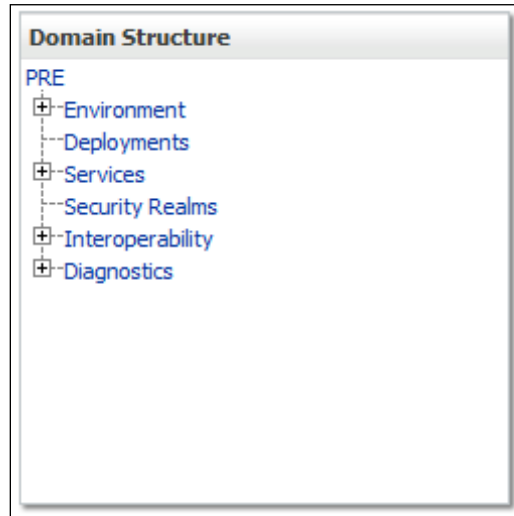 Domain Structure
PRE
Environment
Deployments
Services
Security Realms
Interoperability
Diagnostics